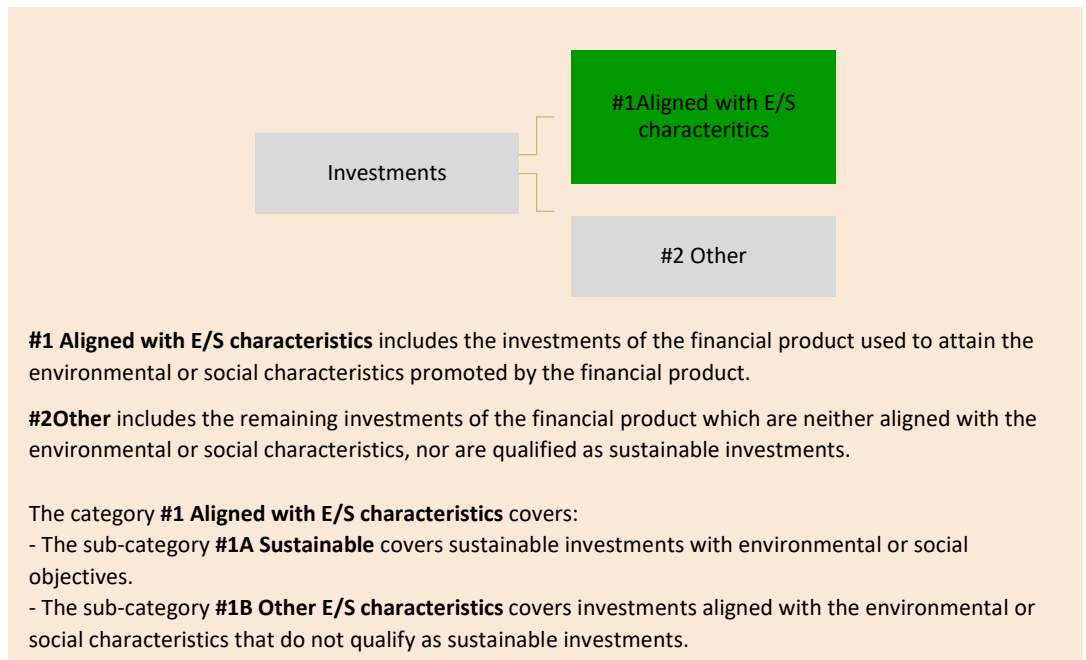 #1Aligned with E/S
characteritics
Investments
#2 Other
#1 Aligned with E/S characteristics includes the investments of the financial product used to attain the
environmental or social characteristics promoted by the financial product.
#2Other includes the remaining investments of the financial product which are neither aligned with the
environmental or social characteristics, nor are qualified as sustainable investments.
The category #1 Aligned with E/S characteristics covers:
- The sub-category #1A Sustainable covers sustainable investments with environmental or social
objectives.
- The sub-category #1B Other E/S characteristics covers investments aligned with the environmental or
social characteristics that do not qualify as sustainable investments.